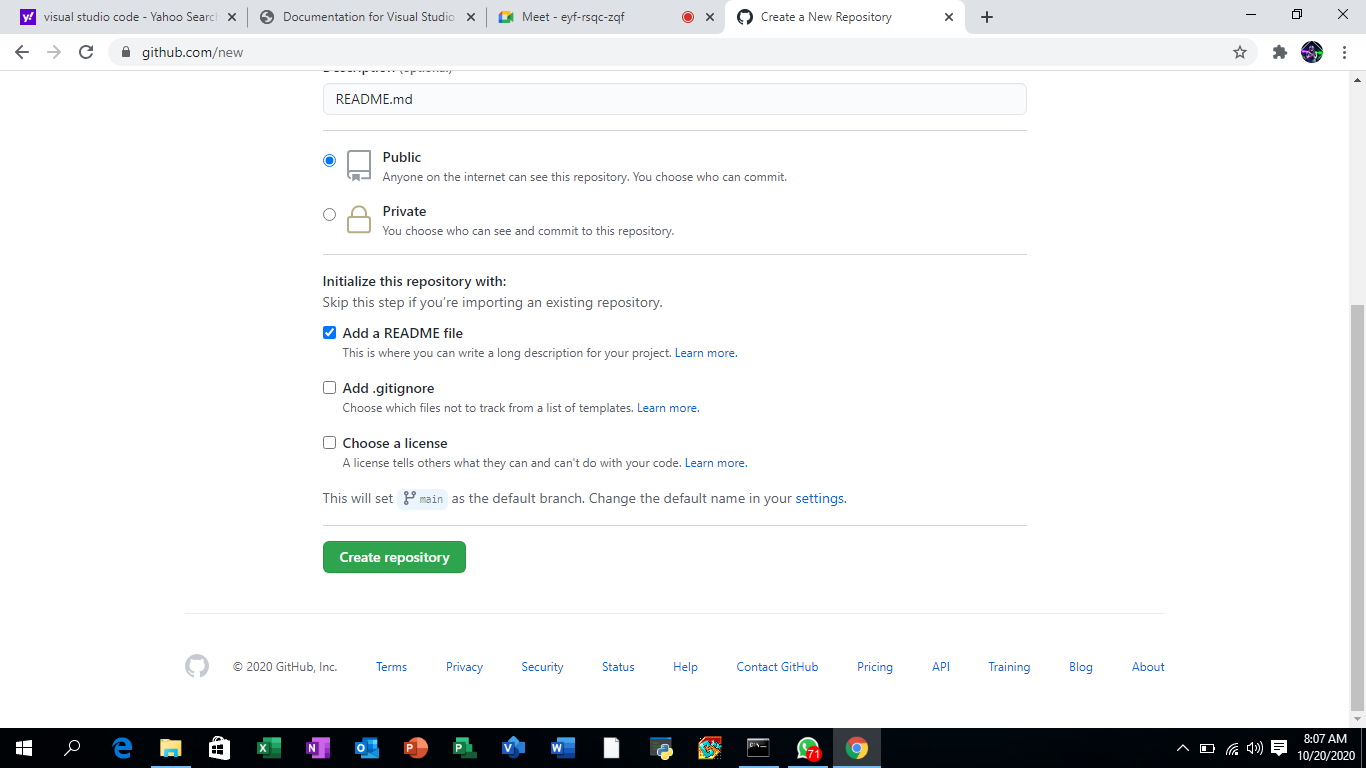 visual studio code - Yahoo Search
Documentation for Visual Studio
Meet - eyf-rsqc-zqf
Create a New Repository
github.com/new
README.md
Public
Anyone on the internet can see this repository. You choose who can commit.
Private
You choose who can see and commit to this repository.
Initialize this repository with:
Skip this step if you're importing an existing repository.
Add a README file
This is where you can write a long description for your project. Learn more.
Add .gitignore
Choose which files not to track from a list of templates. Learn more.
Choose a license
A license tells others what they can and can't do with your code. Learn more.
This will set main as the default branch. Change the default name in your settings.
Create repository
© 2020 GitHub, Inc. Terms Privacy Security Status Help Contact GitHub Pricing API Training Blog About
71
8:07 AM
10/20/2020